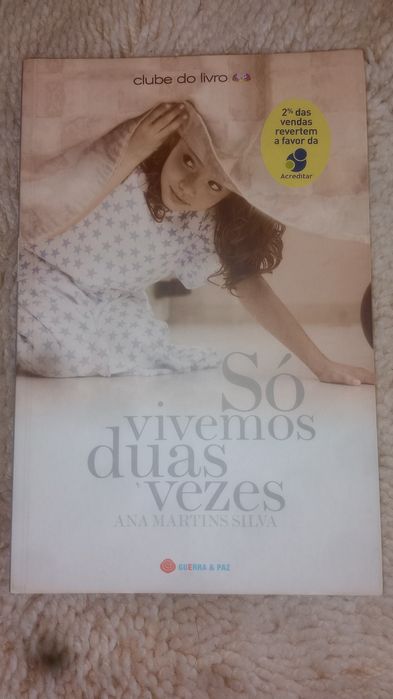 clube do livro
2% das
vendas
revertem
a favor da
Acreditar
Só
vivemos
duas
vezes
ANA MARTINS SILVA
GUERRA & PAZ